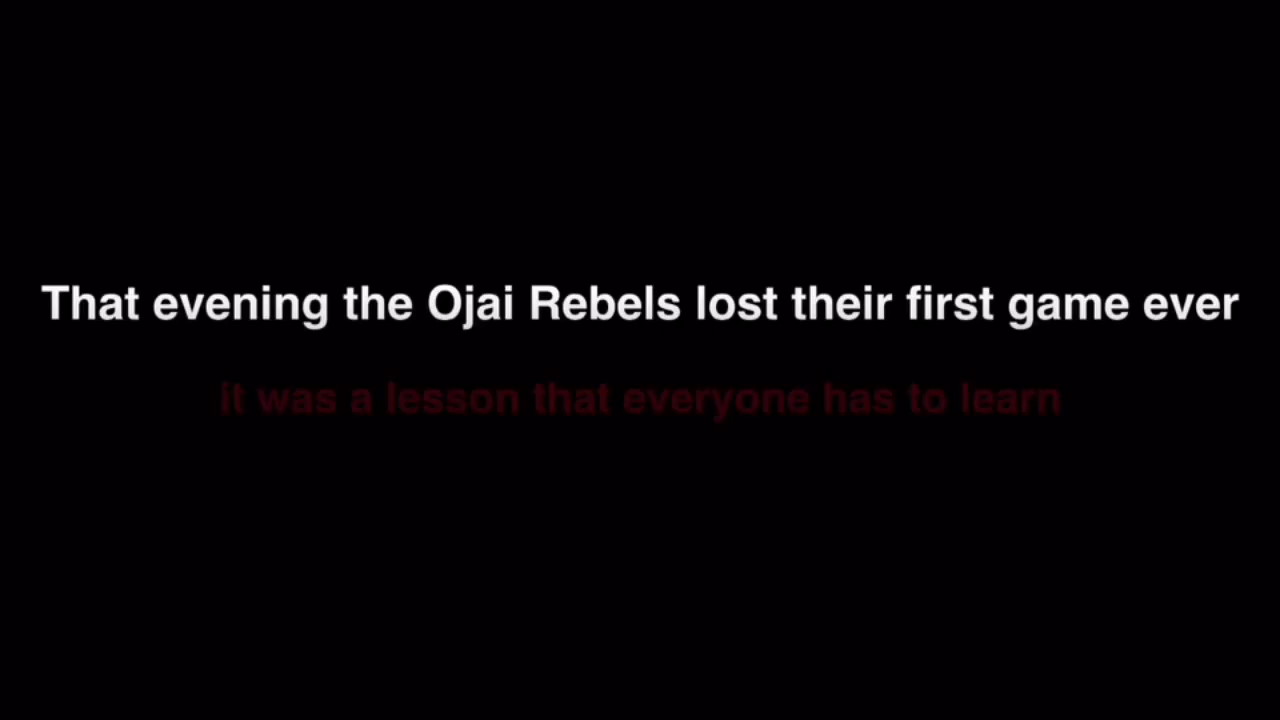 That evening the Ojai Rebels lost their first game ever
it was a lesson that everyone has to learn